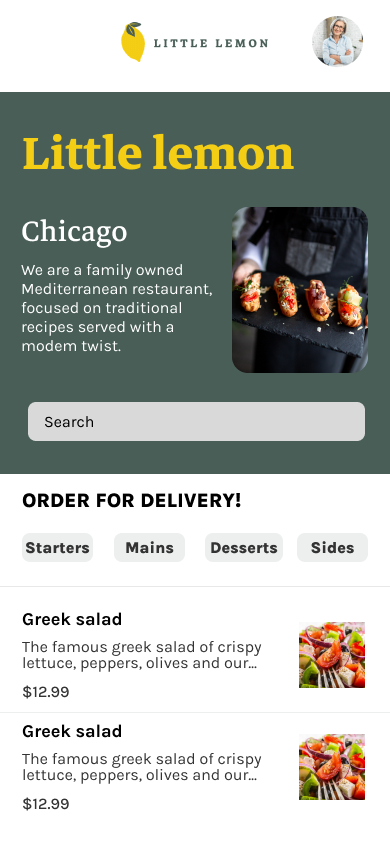 LITTLE LEMON
Little lemon
Chicago
We are a family owned
Mediterranean restaurant,
focused on traditional
recipes served with a
modem twist.
Search
ORDER FOR DELIVERY!
Starters Mains Desserts Sides
Greek salad
The famous greek salad of crispy
lettuce, peppers, olives and our...
$12.99
Greek salad
The famous greek salad of crispy
lettuce, peppers, olives and our...
$12.99